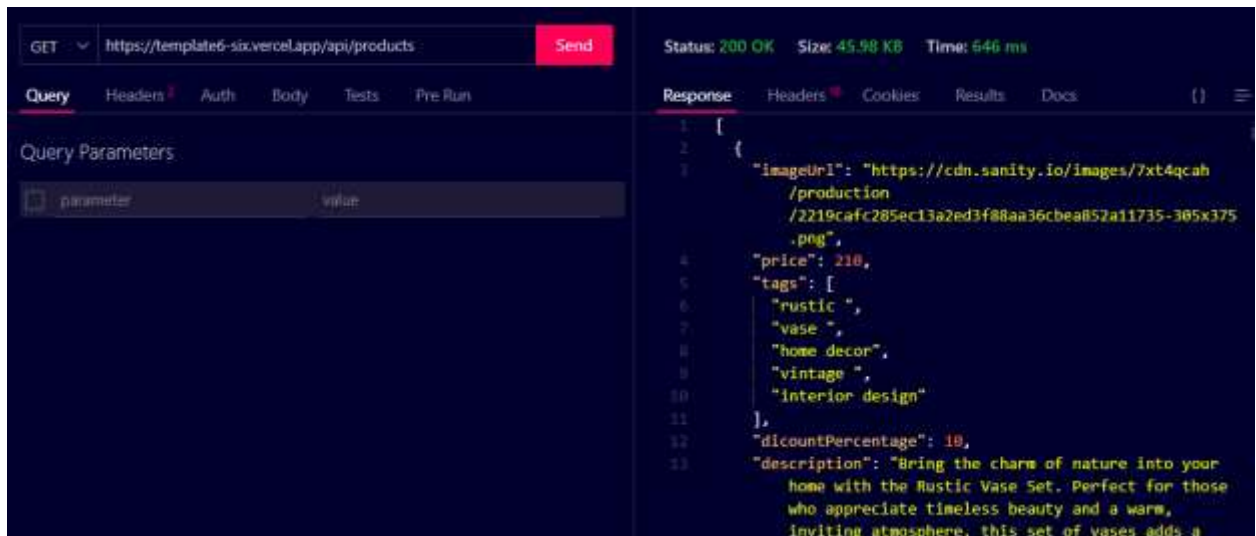 GET https://template6-six.vercel.app/api/products Send
Query Headers 2 Auth Body Tests Pre Run
Query Parameters
parameter value
Status: 200 OK Size: 45.98 KB Time: 646 ms
Response Headers Cookies Results Docs {}
1 [
2 {
3 "imageUrl": "https://cdn.sanity.io/images/7xt4qcah
/production
/2219cafc285ec13a2ed3f88aa36cbea852a11735-305x375
.png",
4 "price": 210,
5 "tags": [
6 "rustic ",
7 "vase ",
8 "home decor",
9 "vintage ",
10 "interior design"
11 ],
12 "dicountPercentage": 10,
13 "description": "Bring the charm of nature into your
home with the Rustic Vase Set. Perfect for those
who appreciate timeless beauty and a warm,
inviting atmosphere, this set of vases adds a